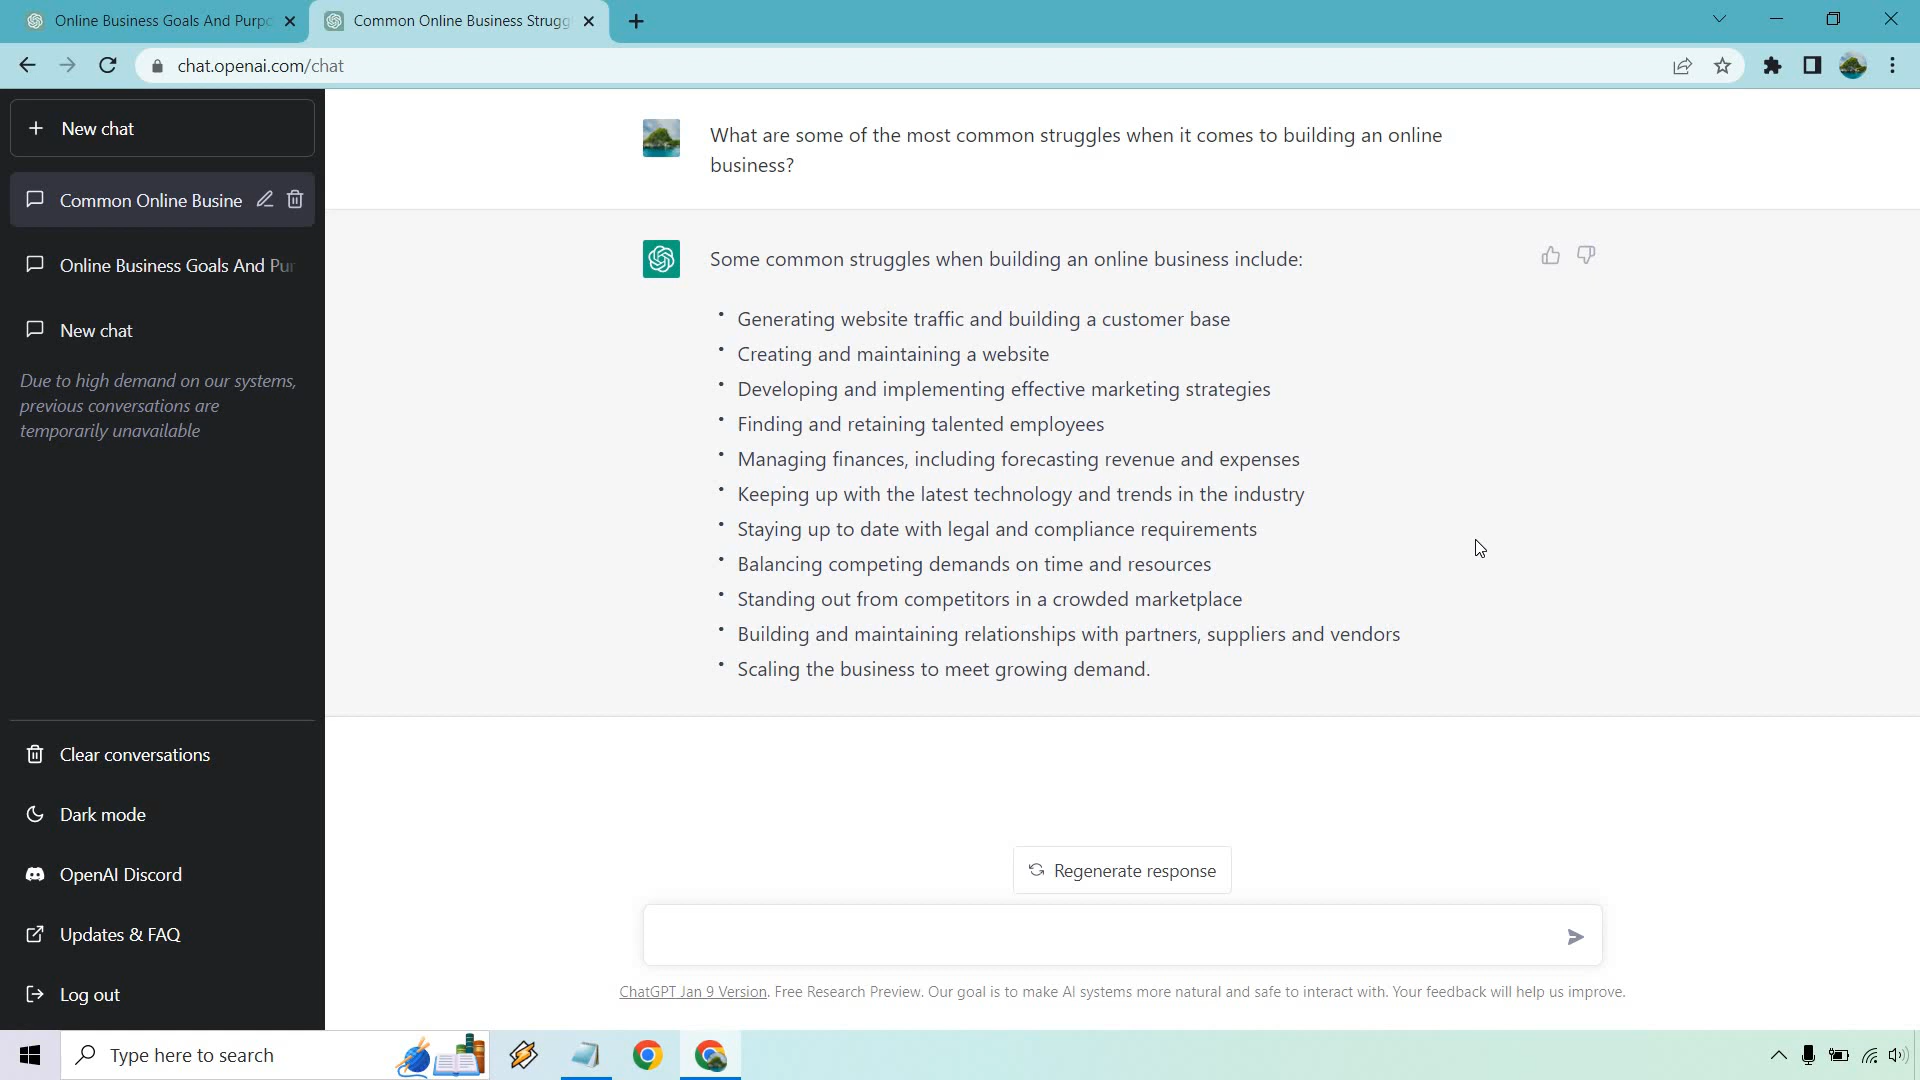 Online Business Goals And Purpo
Common Online Business Strugg
chat.openai.com/chat
New chat
Common Online Busine
Online Business Goals And Pur
New chat
Due to high demand on our systems,
previous conversations are
temporarily unavailable
Clear conversations
Dark mode
OpenAI Discord
Updates & FAQ
Log out
What are some of the most common struggles when it comes to building an online
business?
Some common struggles when building an online business include:
• Generating website traffic and building a customer base
• Creating and maintaining a website
• Developing and implementing effective marketing strategies
• Finding and retaining talented employees
• Managing finances, including forecasting revenue and expenses
• Keeping up with the latest technology and trends in the industry
• Staying up to date with legal and compliance requirements
• Balancing competing demands on time and resources
• Standing out from competitors in a crowded marketplace
• Building and maintaining relationships with partners, suppliers and vendors
• Scaling the business to meet growing demand.
Regenerate response
ChatGPT Jan 9 Version. Free Research Preview. Our goal is to make AI systems more natural and safe to interact with. Your feedback will help us improve.
Type here to search